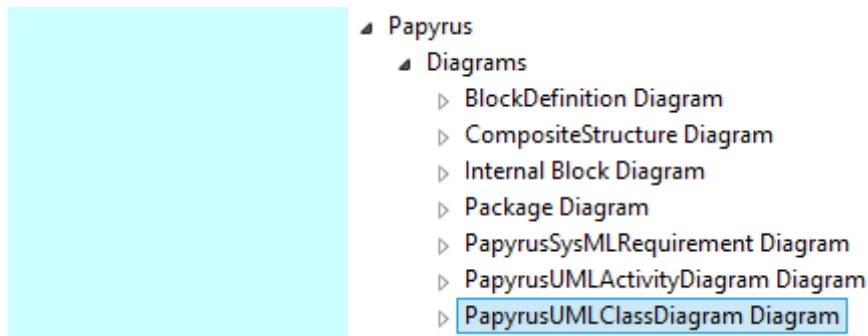 Papyrus
Diagrams
BlockDefinition Diagram
CompositeStructure Diagram
Internal Block Diagram
Package Diagram
PapyrusSysMLRequirement Diagram
PapyrusUMLActivityDiagram Diagram
PapyrusUMLClassDiagram Diagram